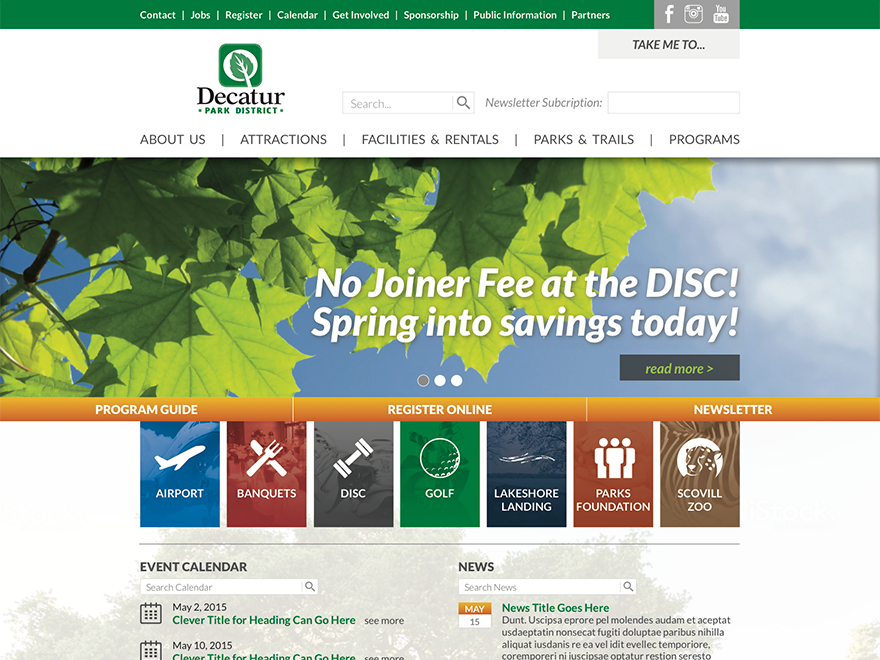 Contact | Jobs | Register | Calendar | Get Involved | Sponsorship | Public Information | Partners
You
Tube
TAKE ME TO...
Decatur
• PARK DISTRICT •
Search...
Newsletter Subcription:
ABOUT US | ATTRACTIONS | FACILITIES & RENTALS | PARKS & TRAILS | PROGRAMS
No Joiner Fee at the DISC!
Spring into savings today!
read more >
PROGRAM GUIDE
REGISTER ONLINE
NEWSLETTER
AIRPORT
BANQUETS
DISC
GOLF
LAKESHORE
LANDING
PARKS
FOUNDATION
SCOVILL
ZOO
EVENT CALENDAR
Search Calendar
May 2, 2015
Clever Title for Heading Can Go Here see more
May 10, 2015
Clever Title for Heading Can Go Here see more
NEWS
Search News
MAY
15
News Title Goes Here
Dunt. Uscipsa eprore pel molendes audam et aceptat
usdaeptatin nonsecat fugiti doluptae paribus nihilla
aliquat iusdanis re ea vel idit evellec temporiore,
coremporeri ni iuscipsae optatur restion seresto